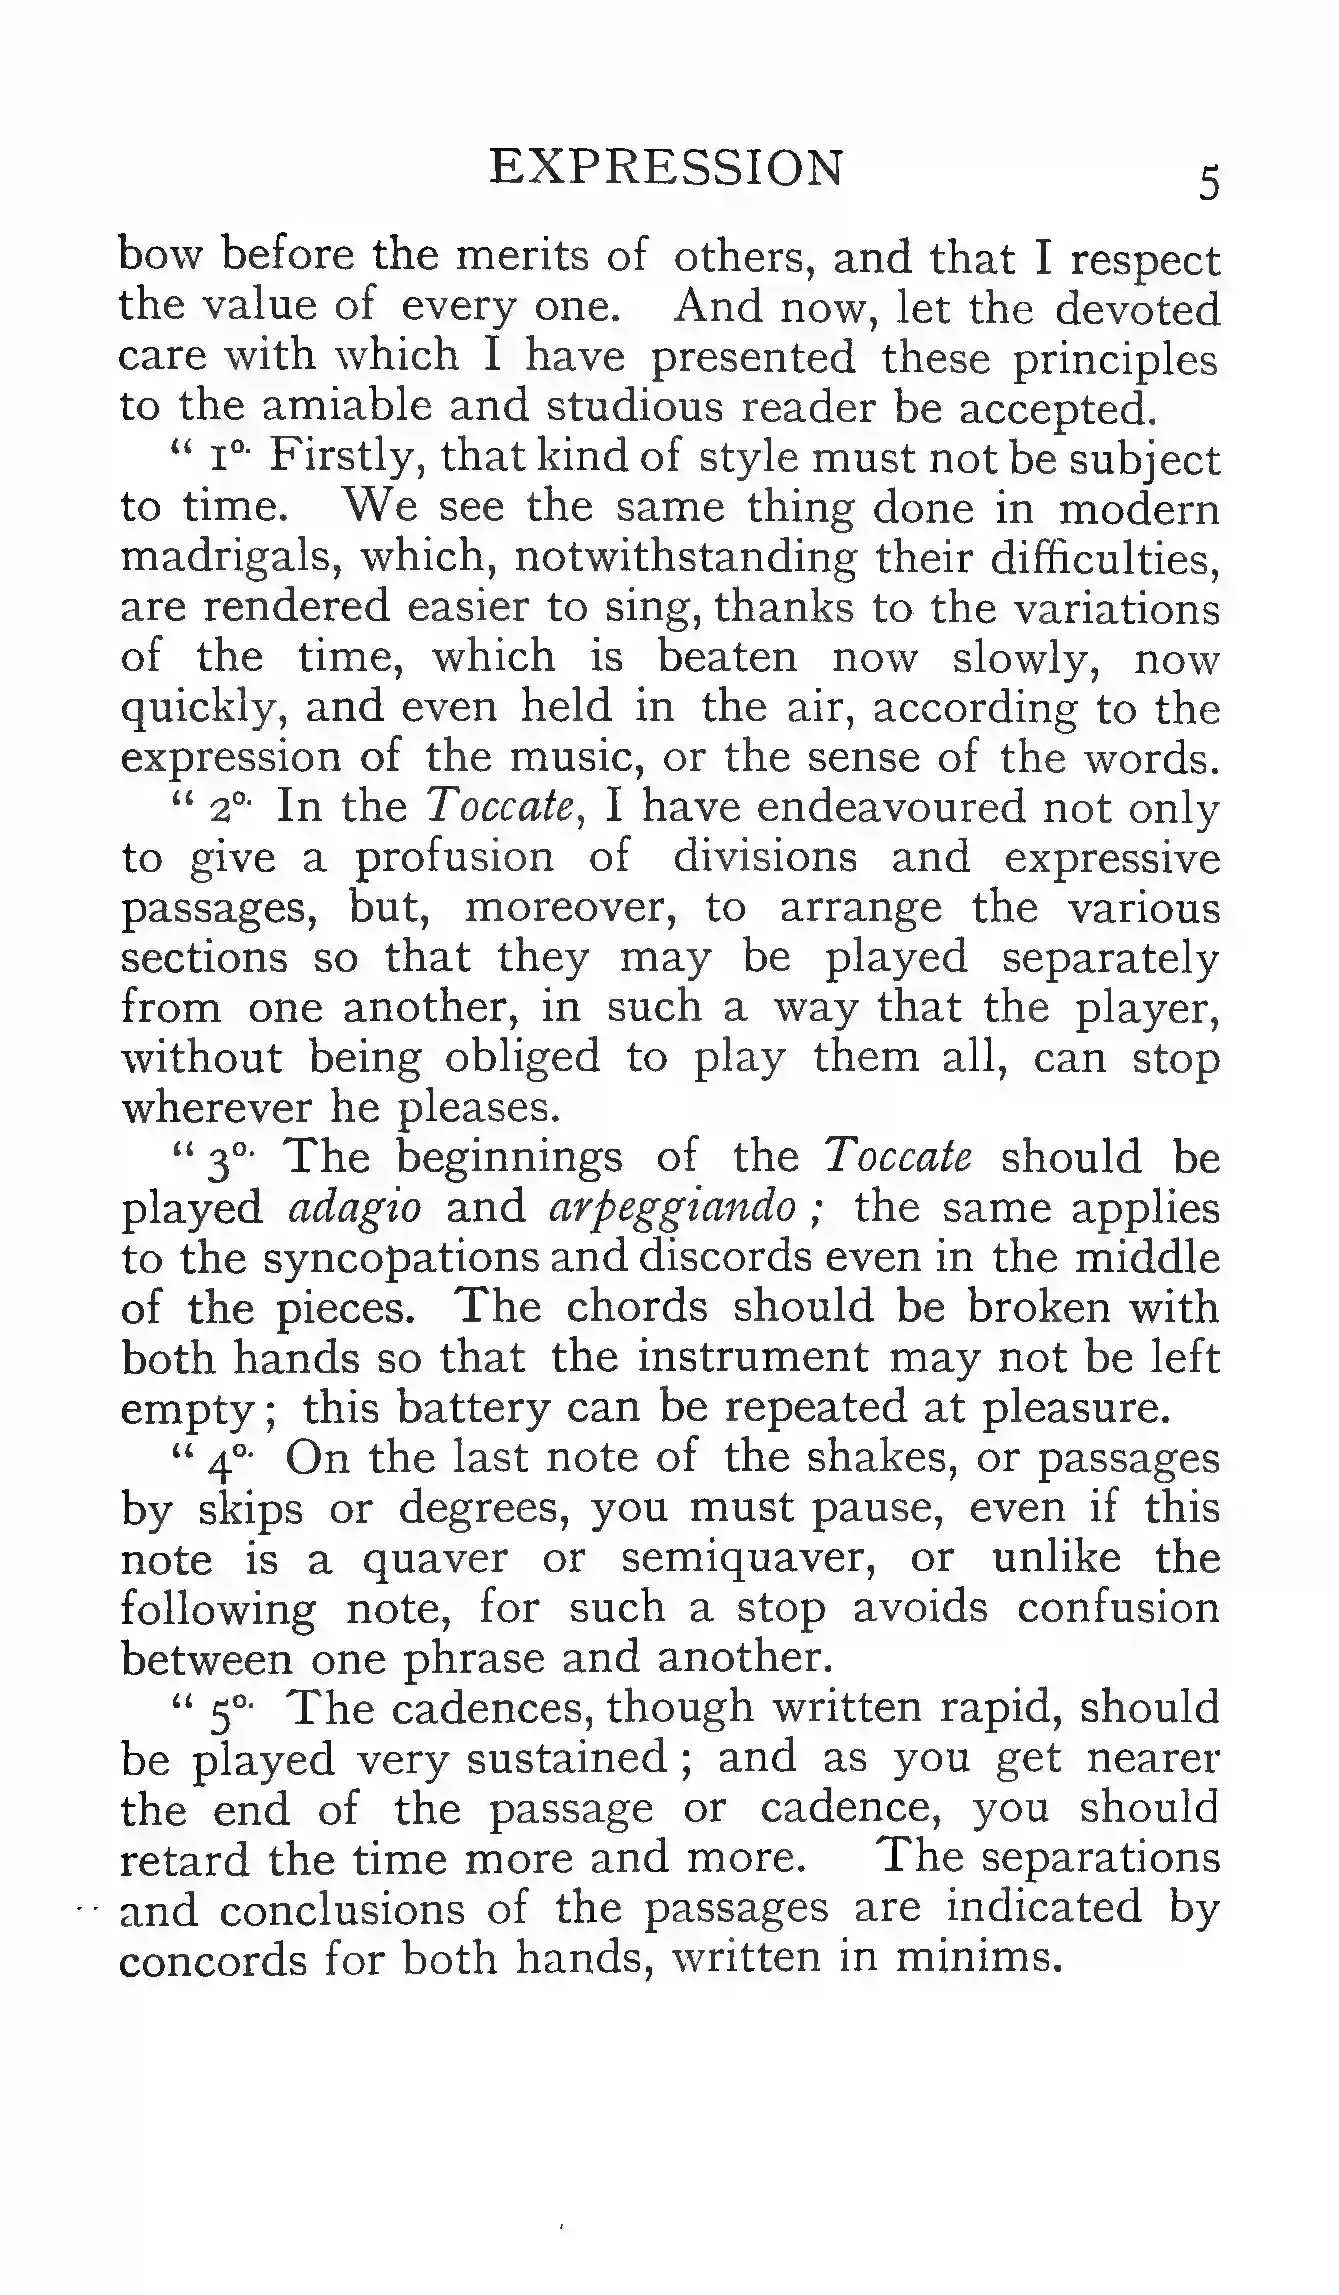 EXPRESSION 5
bow before the merits of others, and that I respect
the value of every one. And now, let the devoted
care with which I have presented these principles
to the amiable and studious reader be accepted.
“ 1º. Firstly, that kind of style must not be subject
to time. We see the same thing done in modern
madrigals, which, notwithstanding their difficulties,
are rendered easier to sing, thanks to the variations
of the time, which is beaten now slowly, now
quickly, and even held in the air, according to the
expression of the music, or the sense of the words.
“ 2º. In the Toccate, I have endeavoured not only
to give a profusion of divisions and expressive
passages, but, moreover, to arrange the various
sections so that they may be played separately
from one another, in such a way that the player,
without being obliged to play them all, can stop
wherever he pleases.
“ 3º. The beginnings of the Toccate should be
played adagio and arpeggiando ; the same applies
to the syncopations and discords even in the middle
of the pieces. The chords should be broken with
both hands so that the instrument may not be left
empty ; this battery can be repeated at pleasure.
“ 4º. On the last note of the shakes, or passages
by skips or degrees, you must pause, even if this
note is a quaver or semiquaver, or unlike the
following note, for such a stop avoids confusion
between one phrase and another.
“ 5º. The cadences, though written rapid, should
be played very sustained ; and as you get nearer
the end of the passage or cadence, you should
retard the time more and more. The separations
and conclusions of the passages are indicated by
concords for both hands, written in minims.